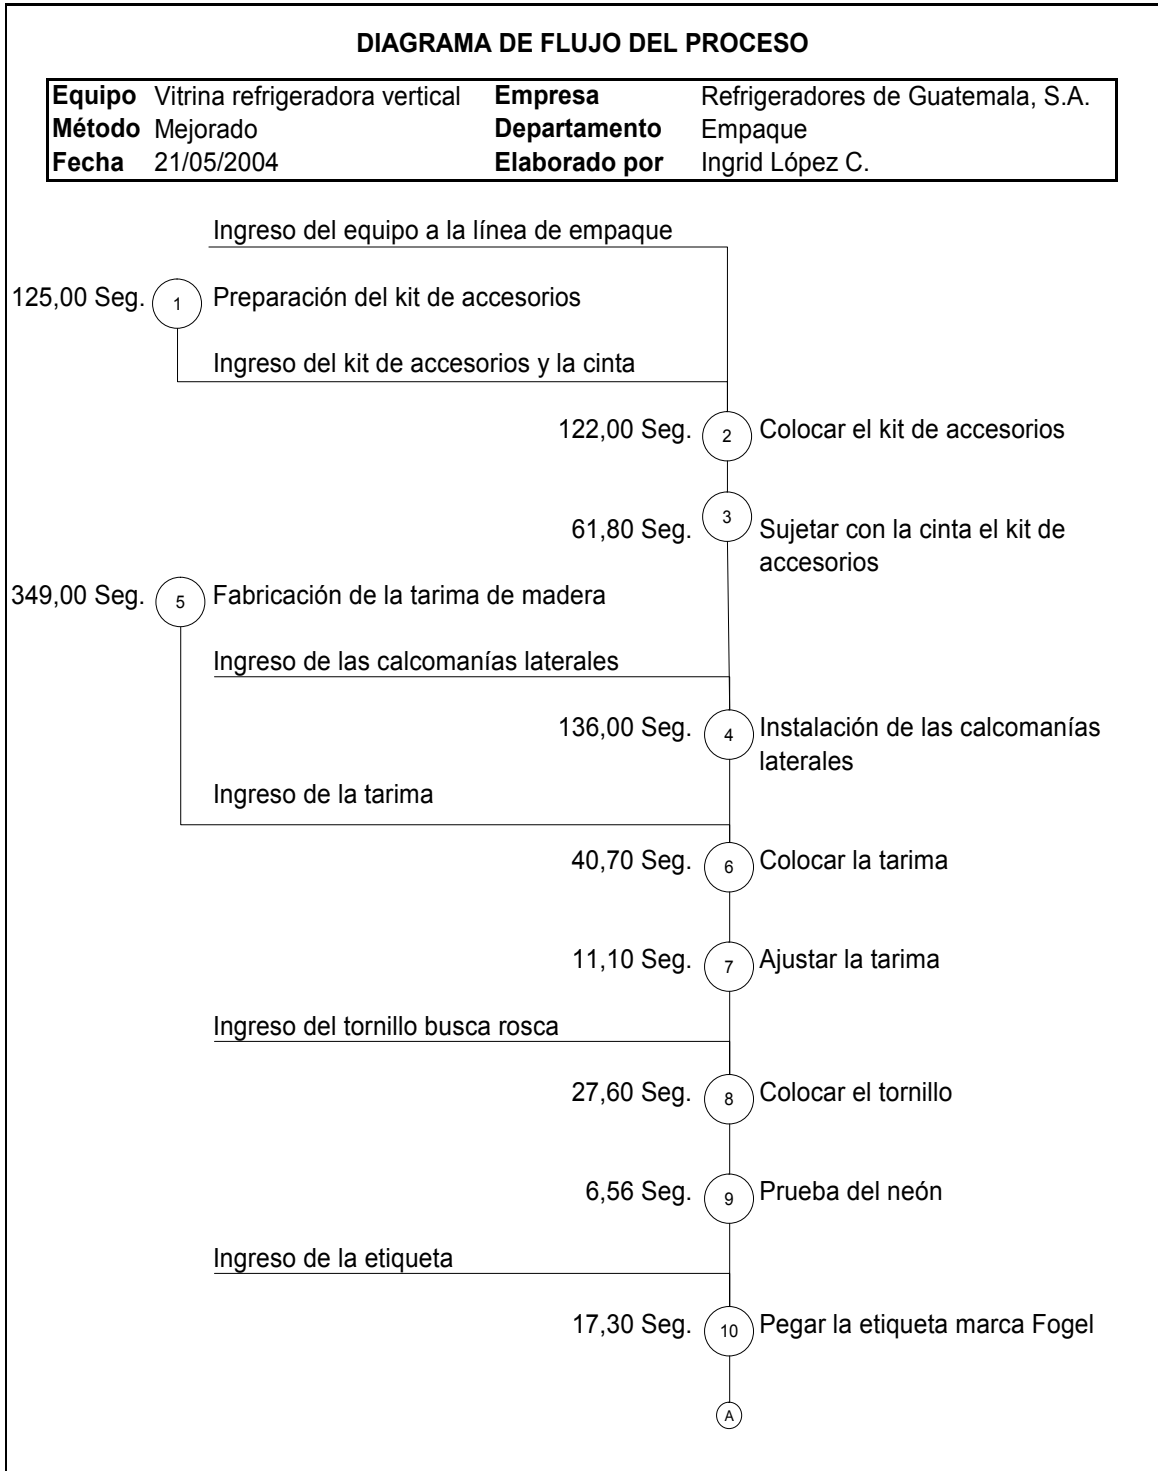 DIAGRAMA DE FLUJO DEL PROCESO
Equipo Vitrina refrigeradora vertical Empresa Refrigeradores de Guatemala, S.A.
Método Mejorado Departamento Empaque
Fecha 21/05/2004 Elaborado por Ingrid López C.
Ingreso del equipo a la línea de empaque
125,00 Seg. 1 Preparación del kit de accesorios
Ingreso del kit de accesorios y la cinta
122,00 Seg. 2 Colocar el kit de accesorios
61,80 Seg. 3 Sujetar con la cinta el kit de
accesorios
349,00 Seg. 5 Fabricación de la tarima de madera
Ingreso de las calcomanías laterales
136,00 Seg. 4 Instalación de las calcomanías
laterales
Ingreso de la tarima
40,70 Seg. 6 Colocar la tarima
11,10 Seg. 7 Ajustar la tarima
Ingreso del tornillo busca rosca
27,60 Seg. 8 Colocar el tornillo
6,56 Seg. 9 Prueba del neón
Ingreso de la etiqueta
17,30 Seg. 10 Pegar la etiqueta marca Fogel
A